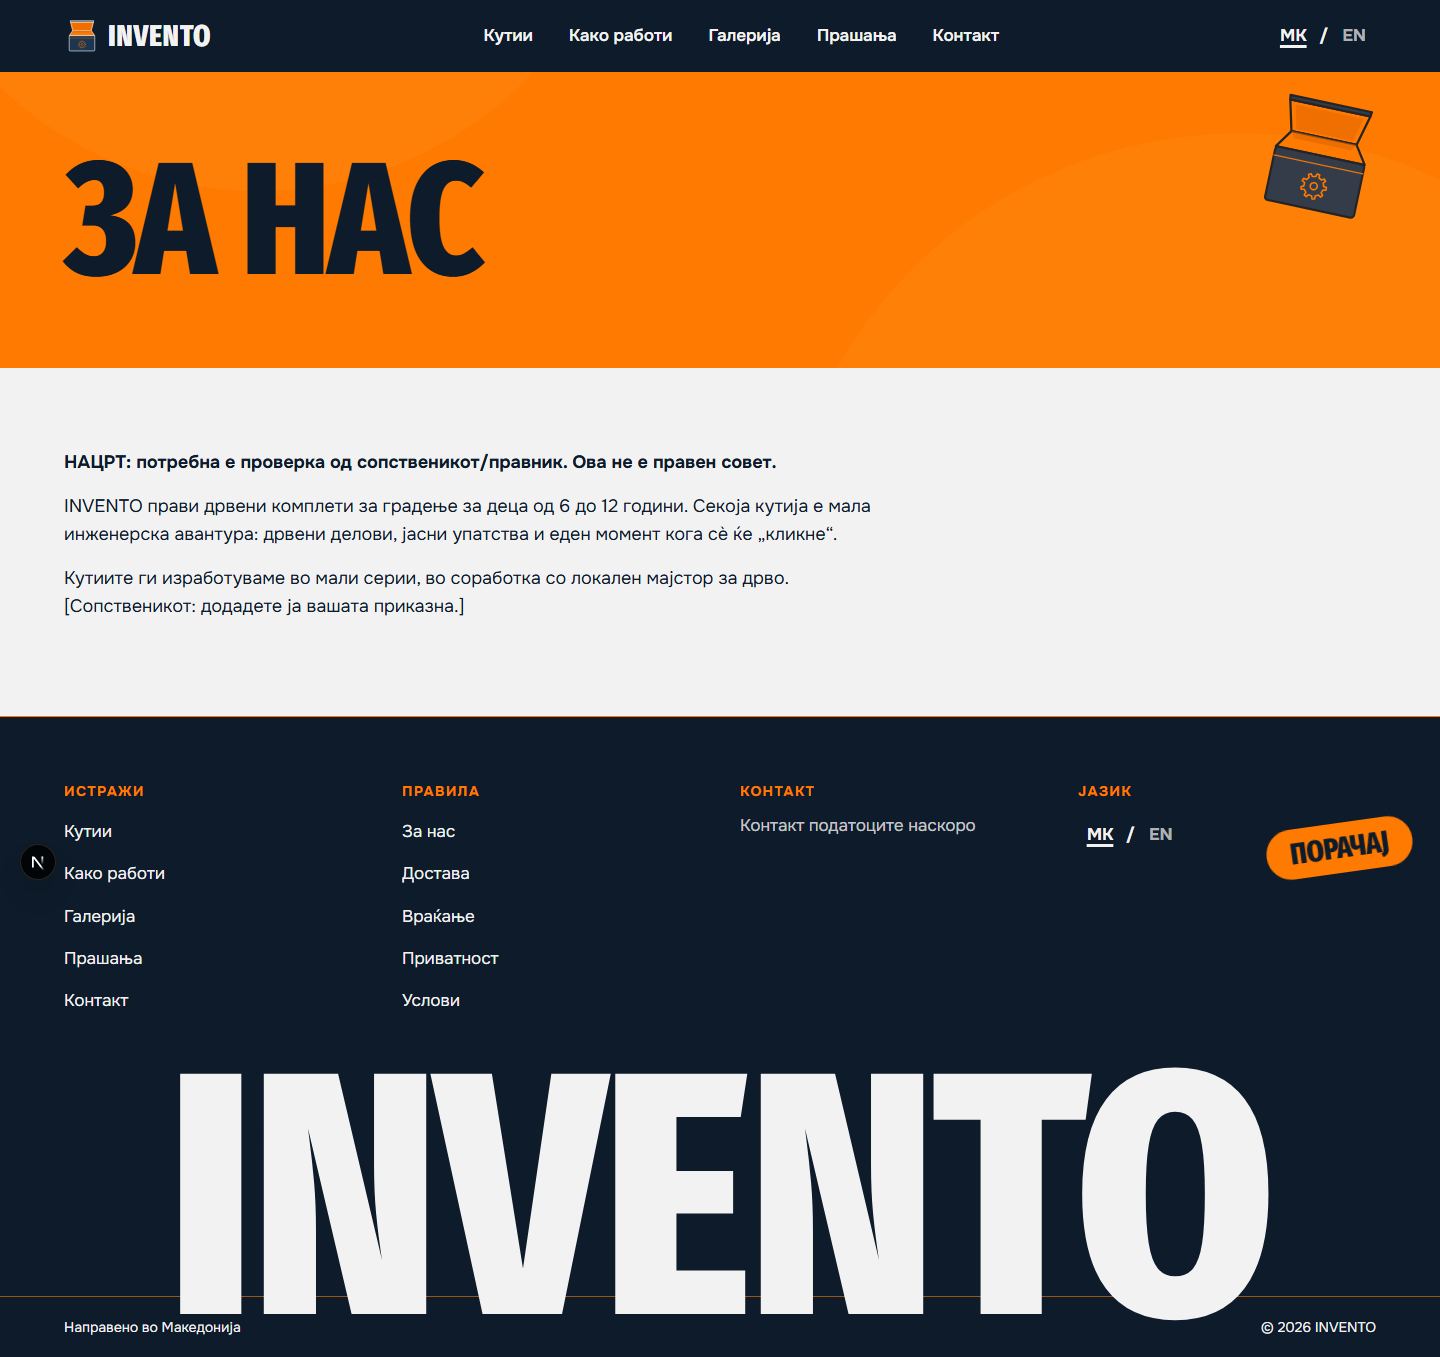 INVENTO
Кутии
Како работи
Галерија
Прашања
Контакт
MK / EN
ЗА НАС
НАЦРТ: потребна е проверка од сопственикот/правник. Ова не е правен совет.
INVENTO прави дрвени комплети за градење за деца од 6 до 12 години. Секоја кутија е мала
инженерска авантура: дрвени делови, јасни упатства и еден момент кога сѐ ќе „кликне“.
Кутиите ги изработуваме во мали серии, во соработка со локален мајстор за дрво.
[Сопственикот: додадете ја вашата приказна.]
ИСТРАЖИ
Кутии
Како работи
Галерија
Прашања
Контакт
ПРАВИЛА
За нас
Достава
Враќање
Приватност
Услови
КОНТАКТ
Контакт податоците наскоро
ЈАЗИК
MK / EN
ПОРАЧАЈ
N
INVENTO
Направено во Македонија
© 2026 INVENTO